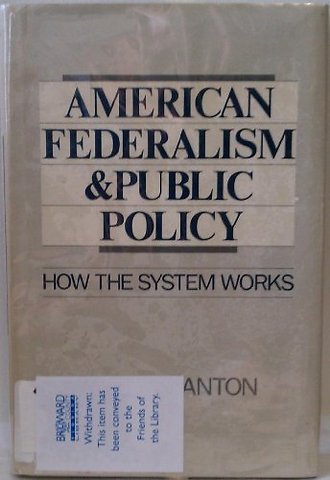 AMERICAN
FEDERALISM
&PUBLIC
POLICY
HOW THE SYSTEM WORKS
ANTON
BROWARD
Withdrawn:
This item has
been conveyed
to the
Friends of
the Library.